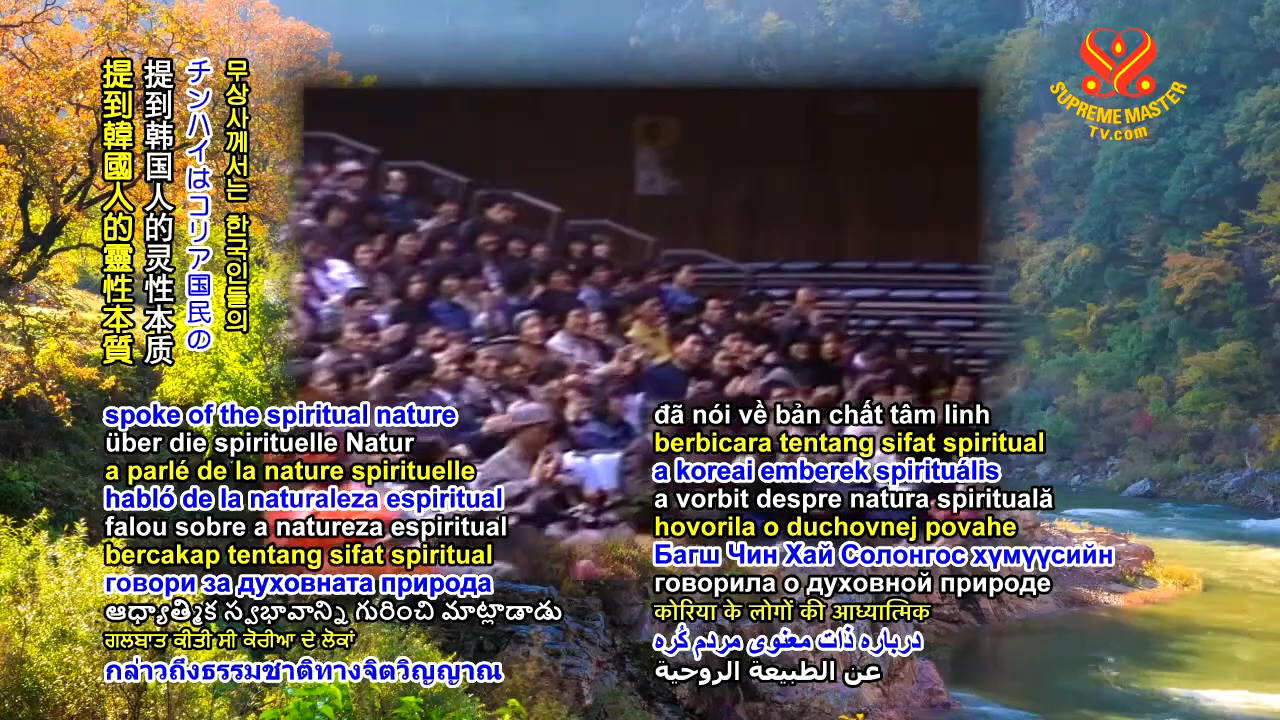 提到韓國人的靈性本質
提到韩国人的灵性本质
チンハイはコリア国民の
무상사께서는 한국인들의
SUPREME MASTER
TV.com
spoke of the spiritual nature
über die spirituelle Natur
a parlé de la nature spirituelle
habló de la naturaleza espiritual
falou sobre a natureza espiritual
bercakap tentang sifat spiritual
говори за духовната природа
ఆధ్యాత్మిక స్వభావాన్ని గురించి మాట్లాడాడు
ਗਲਬਾਤ ਕੀਤੀ ਸੀ ਕੋਰੀਆ ਦੇ ਲੋਕਾਂ
กล่าวถึงธรรมชาติทางจิตวิญญาณ
đã nói về bản chất tâm linh
berbicara tentang sifat spiritual
a koreai emberek spirituális
a vorbit despre natura spirituală
hovorila o duchovnej povahe
Багш Чин Хай Солонгос хүмүүсийн
говорила о духовной природе
कोरिया के लोगों की आध्यात्मिक
درباره ذات معنوی مردم کُره
عن الطبيعة الروحية